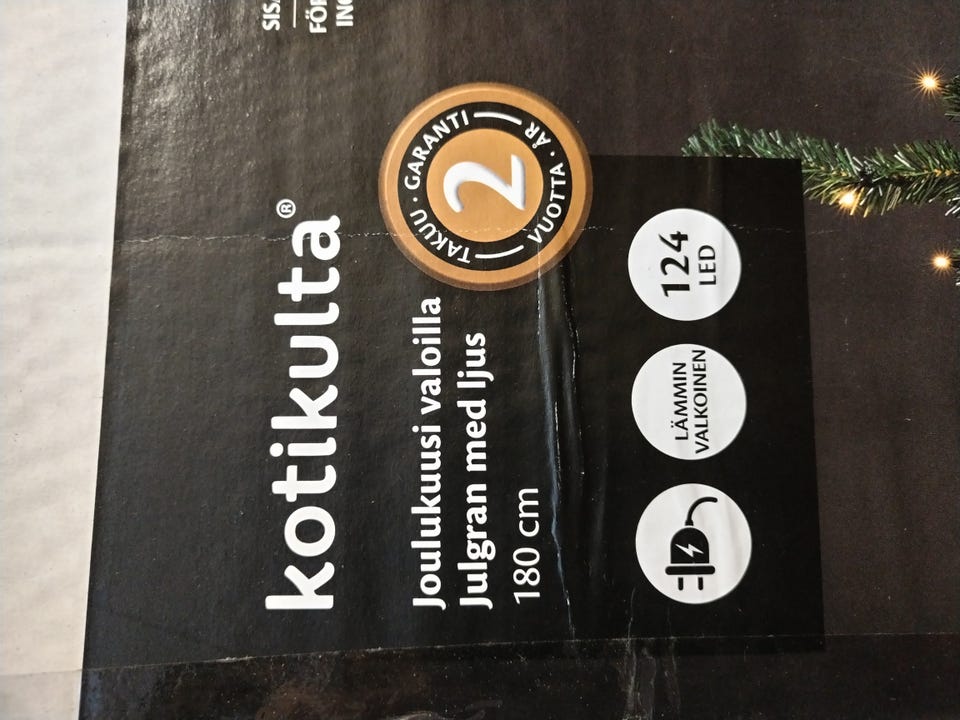 kotikulta®
Joulukuusi valoilla
Julgran med ljus
180 cm
TAKUU · GARANTI
2
VUOTTA · ÅR
LÄMMIN
VALKOINEN
124
LED